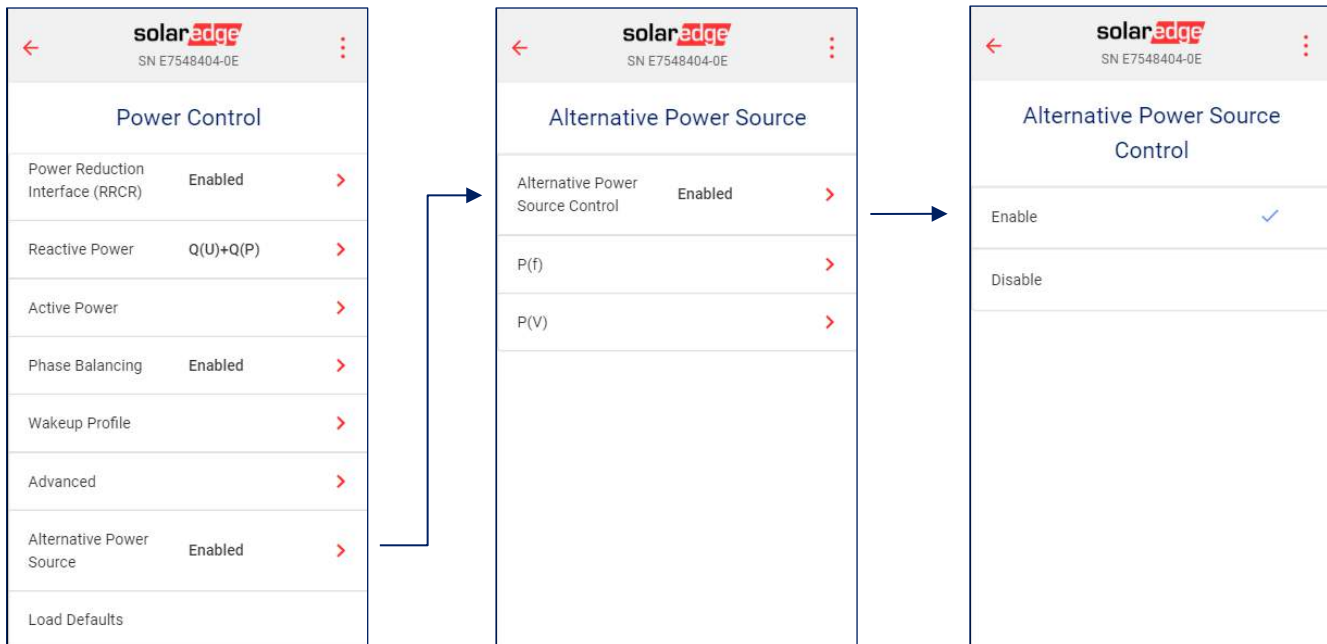 solaredge
SN E7548404-0E
Power Control
Power Reduction
Interface (RRCR)
Enabled
Reactive Power
Q(U)+Q(P)
Active Power
Phase Balancing
Enabled
Wakeup Profile
Advanced
Alternative Power
Source
Enabled
Load Defaults
solaredge
SN E7548404-0E
Alternative Power Source
Alternative Power
Source Control
Enabled
P(f)
P(V)
solaredge
SN E7548404-0E
Alternative Power Source
Control
Enable
Disable